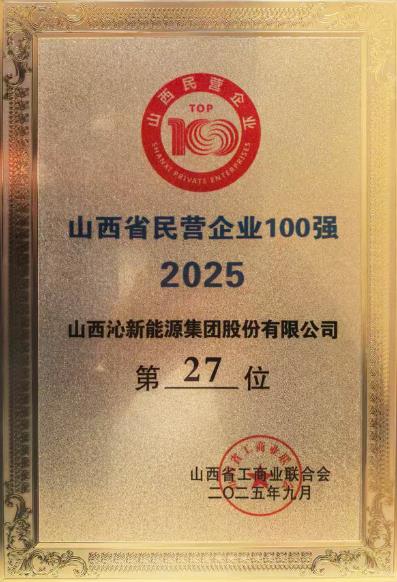 山西民营企业
TOP
100
SHANXI PRIVATE ENTERPRISES
山西省民营企业100强
2025
山西沁新能源集团股份有限公司
第 27 位
山西省工商业联合会
二〇二五年九月